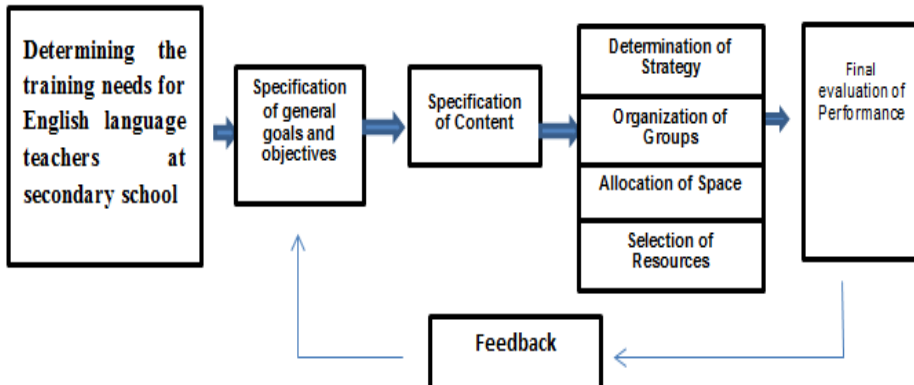 Determining the
training needs for
English language
teachers at
secondary school
Specification
of general
goals and
objectives
Specification
of Content
Determination of
Strategy
Organization of
Groups
Allocation of Space
Selection of
Resources
Final
evaluation of
Performance
Feedback